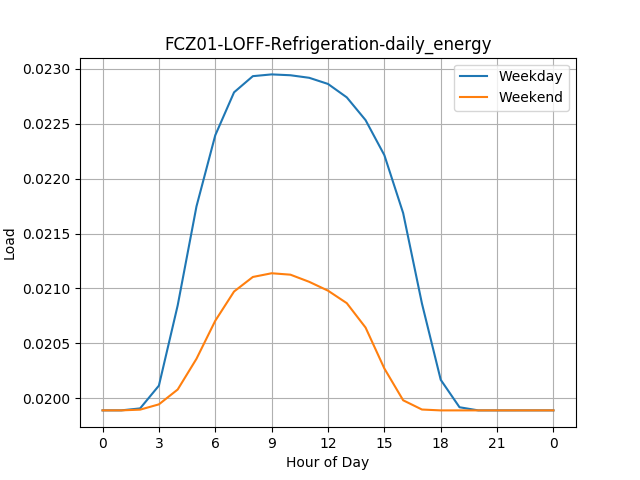 FCZ01-LOFF-Refrigeration-daily_energy
Weekday
Weekend
Load
0.0230
0.0225
0.0220
0.0215
0.0210
0.0205
0.0200
0 3 6 9 12 15 18 21 0
Hour of Day